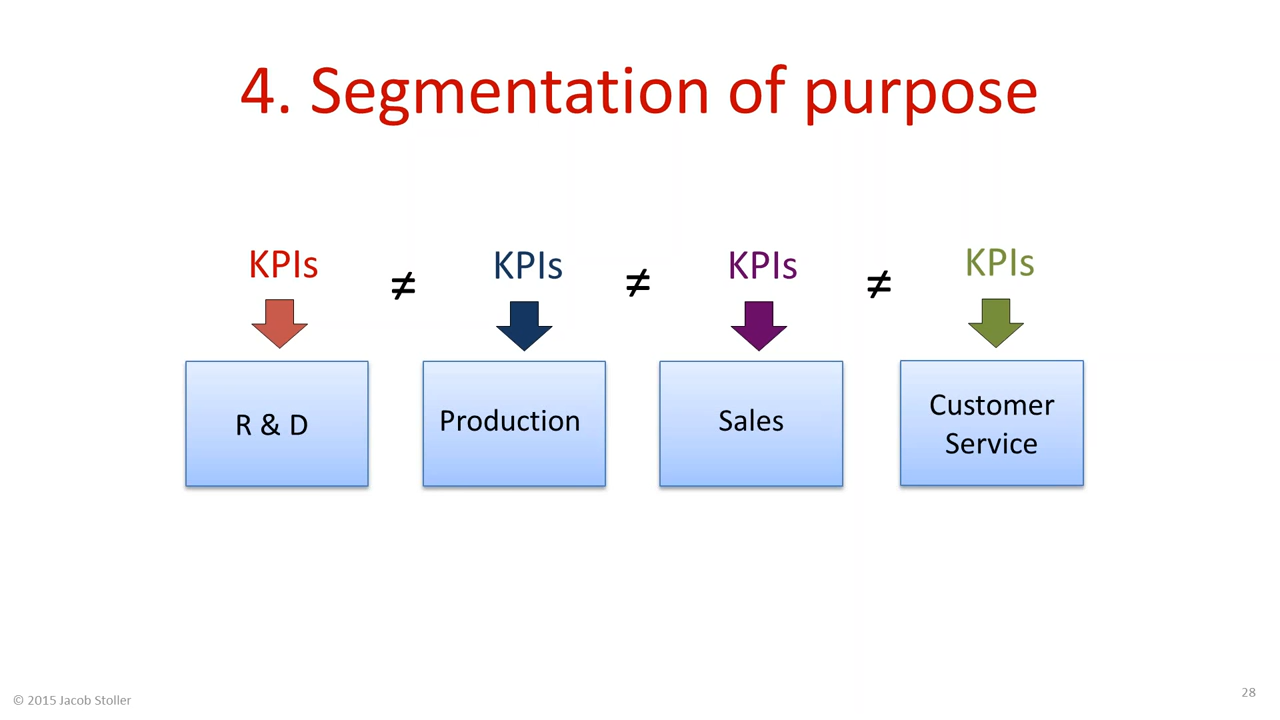 4. Segmentation of purpose
KPIs ≠ KPIs ≠ KPIs ≠ KPIs
R & D
Production
Sales
Customer
Service
© 2015 Jacob Stoller
28